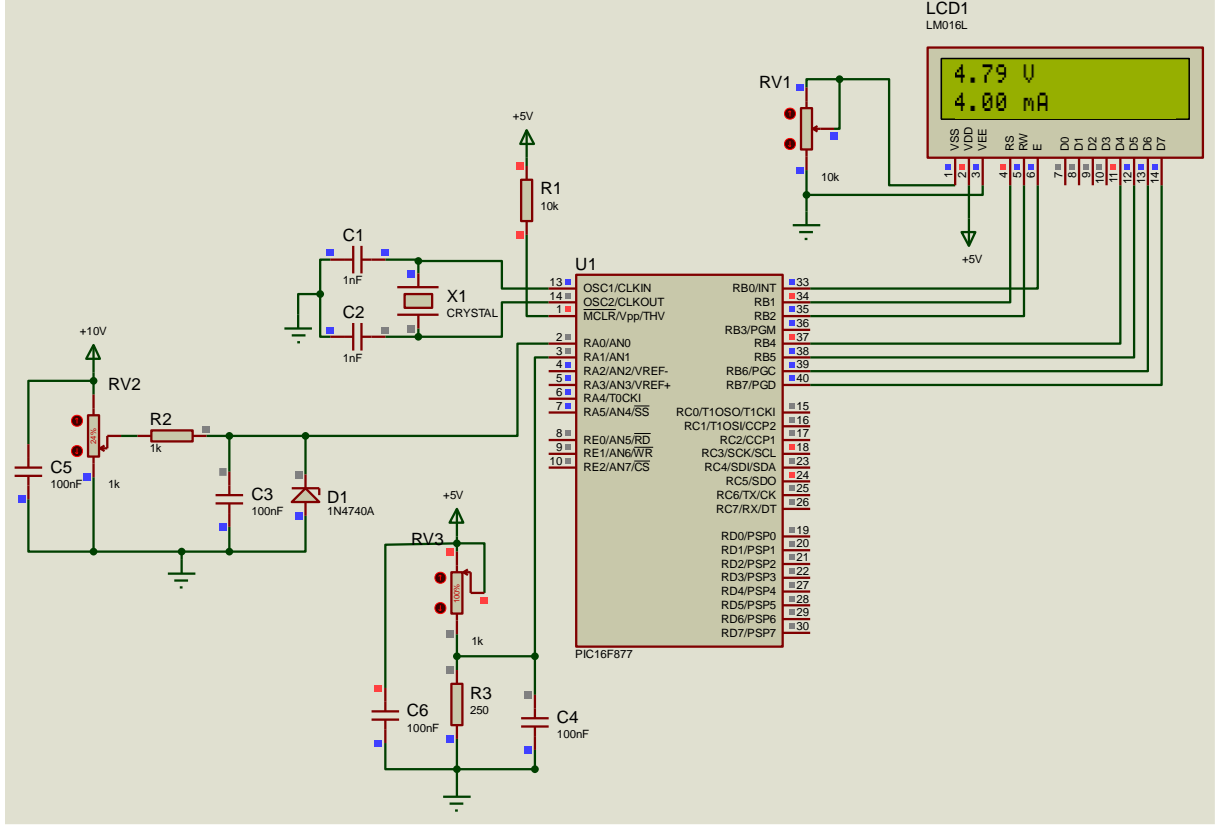 LCD1
LM016L
4.79 V
4.00 mA
VSS
VDD
VEE
RS
RW
E
D0
D1
D2
D3
D4
D5
D6
D7
1
2
3
4
5
6
7
8
9
10
11
12
13
14
+5V
RV1
10k
+5V
R1
10k
C1
1nF
C2
1nF
X1
CRYSTAL
U1
13 OSC1/CLKIN
14 OSC2/CLKOUT
1 MCLR/Vpp/THV
2 RA0/AN0
3 RA1/AN1
4 RA2/AN2/VREF-
5 RA3/AN3/VREF+
6 RA4/T0CKI
7 RA5/AN4/SS
8 RE0/AN5/RD
9 RE1/AN6/WR
10 RE2/AN7/CS
RB0/INT 33
RB1 34
RB2 35
RB3/PGM 36
RB4 37
RB5 38
RB6/PGC 39
RB7/PGD 40
RC0/T1OSO/T1CKI 15
RC1/T1OSI/CCP2 16
RC2/CCP1 17
RC3/SCK/SCL 18
RC4/SDI/SDA 23
RC5/SDO 24
RC6/TX/CK 25
RC7/RX/DT 26
RD0/PSP0 19
RD1/PSP1 20
RD2/PSP2 21
RD3/PSP3 22
RD4/PSP4 27
RD5/PSP5 28
RD6/PSP6 29
RD7/PSP7 30
PIC16F877
+10V
RV2
24%
1k
R2
1k
C5
100nF
C3
100nF
D1
1N4740A
+5V
RV3
100%
1k
R3
250
C6
100nF
C4
100nF